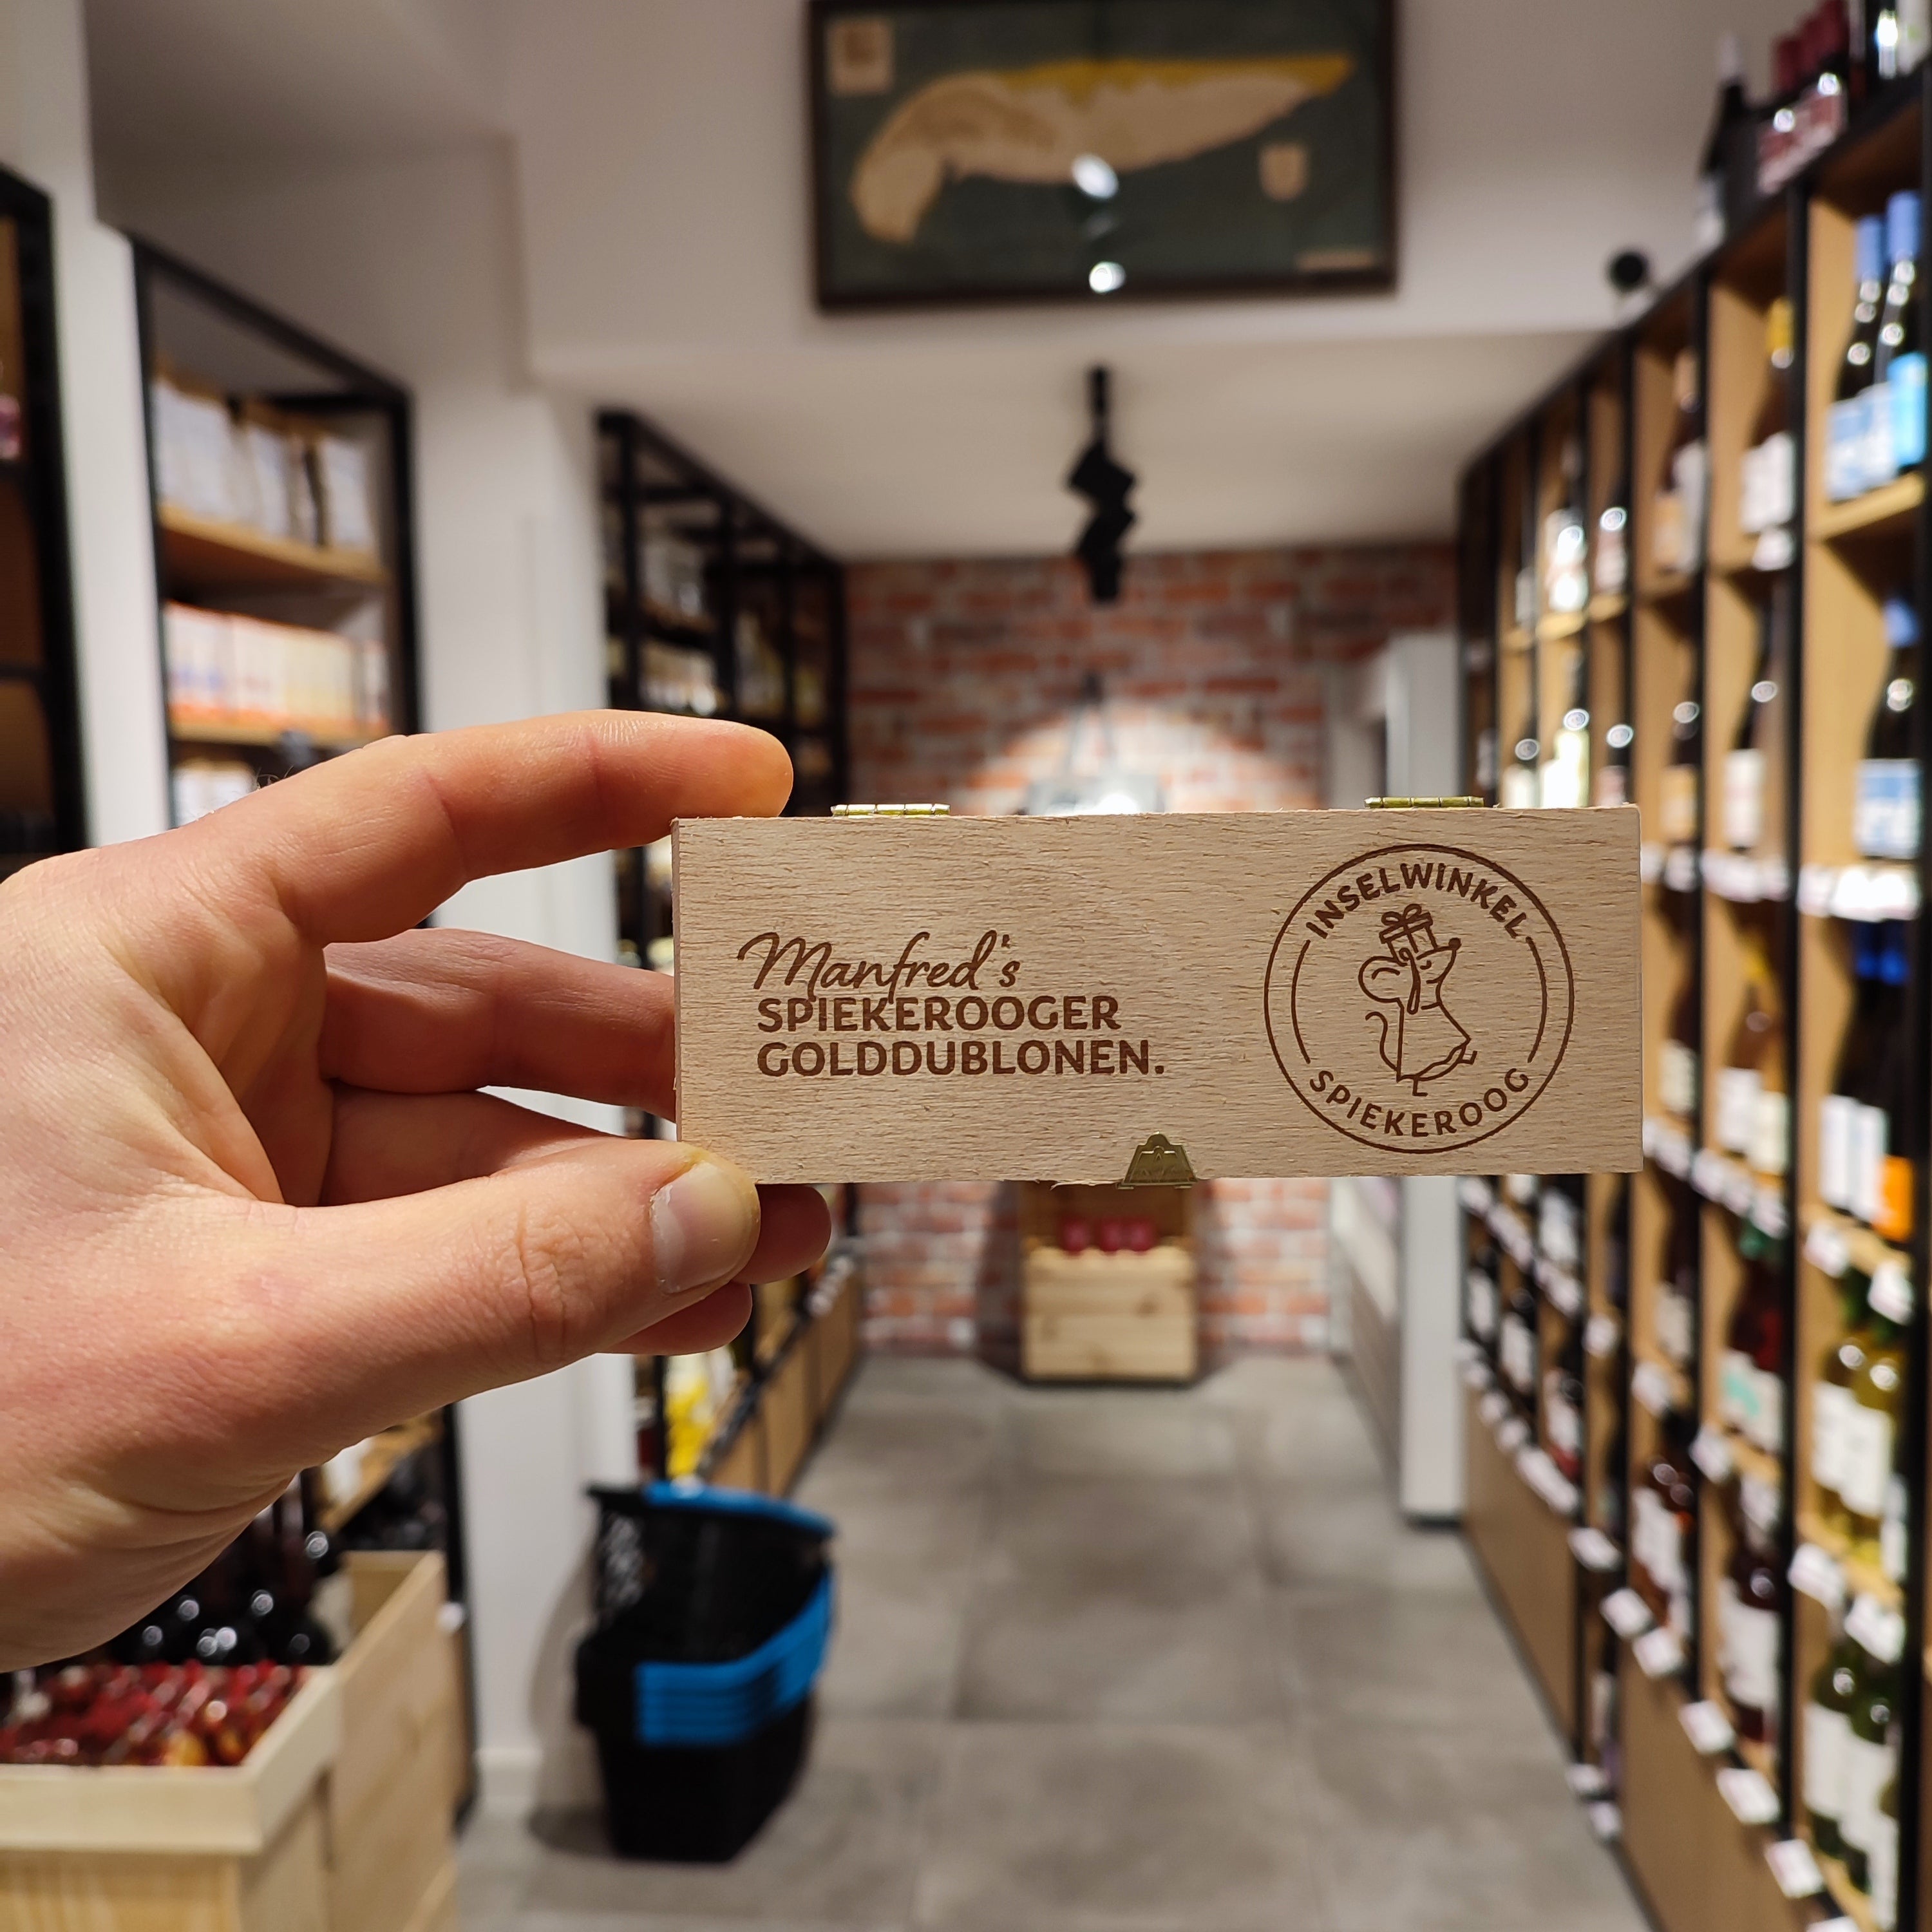 Manfred's
SPIEKEROOGER
GOLDDUBLONEN.
INSELWINKEL
SPIEKEROOG